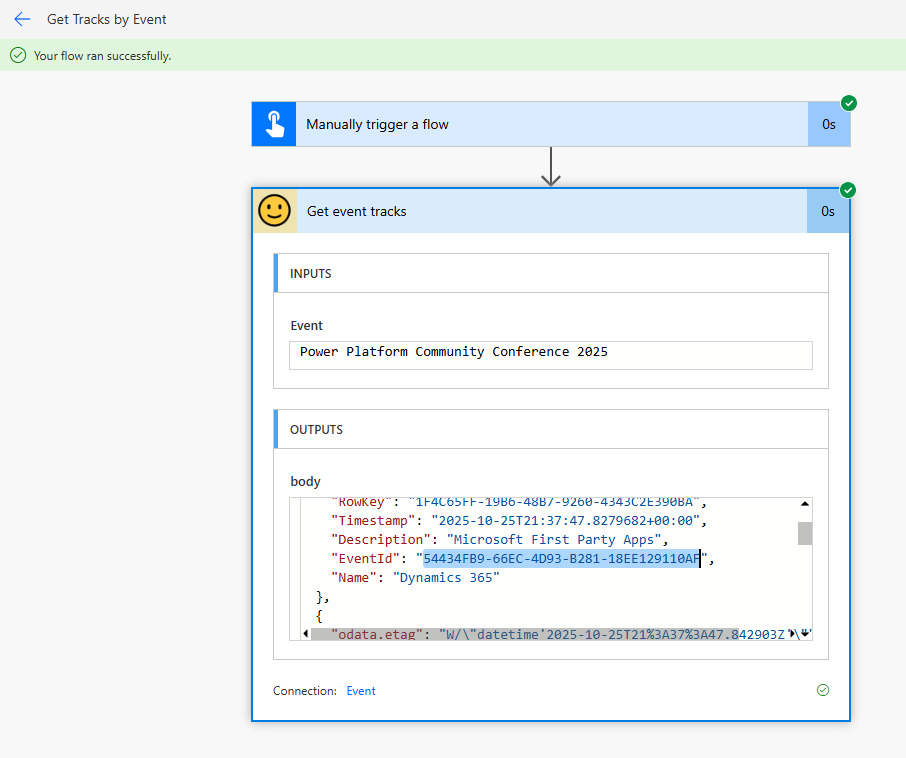 Get Tracks by Event
Your flow ran successfully.
Manually trigger a flow
0s
Get event tracks
0s
INPUTS
Event
Power Platform Community Conference 2025
OUTPUTS
body
"RowKey": "1F4C65FF-19B6-48B7-9260-4343C2E390BA",
"Timestamp": "2025-10-25T21:37:47.8279682+00:00",
"Description": "Microsoft First Party Apps",
"EventId": "54434FB9-66EC-4D93-B281-18EE129110AF",
"Name": "Dynamics 365"
},
{
"odata.etag": "W/\"datetime'2025-10-25T21%3A37%3A47.842903Z'\""
Connection: Event